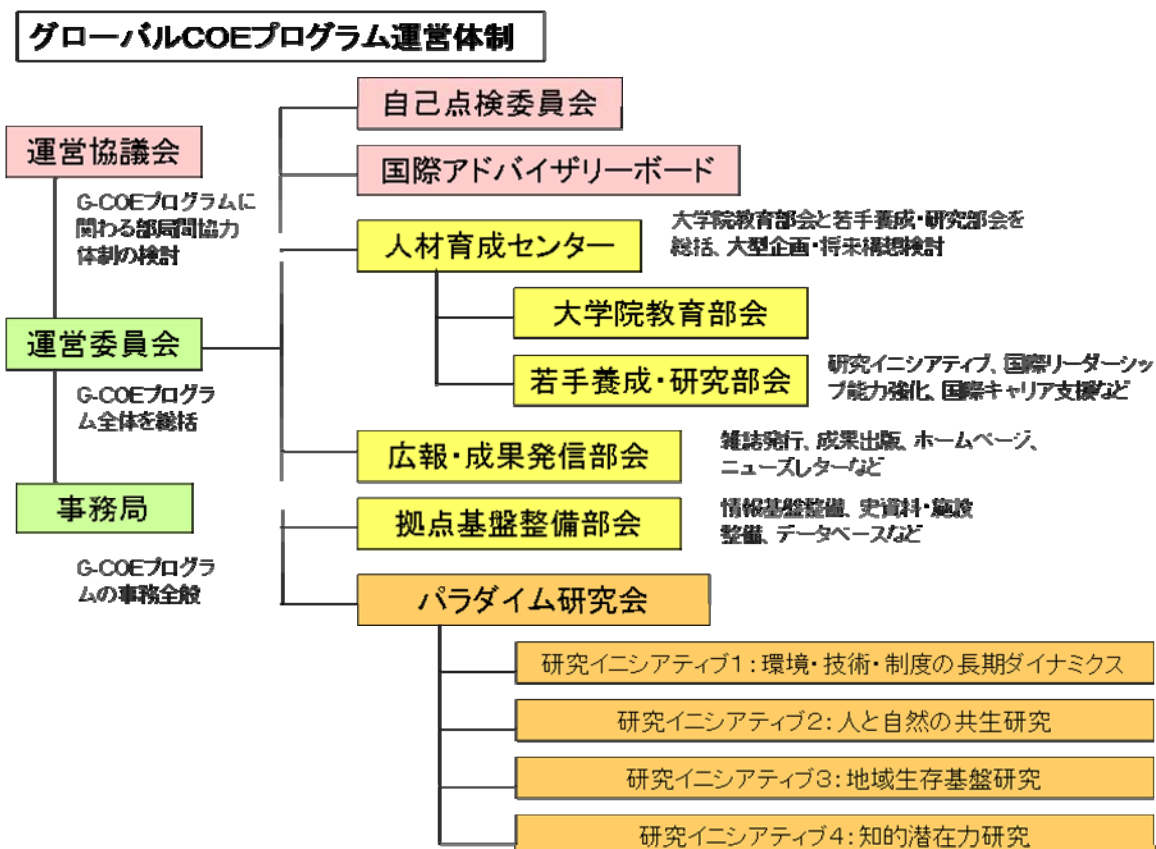 グローバルCOEプログラム運営体制
運営協議会
G-COEプログラムに
関わる部局間協力
体制の検討
運営委員会
G-COEプログラ
ム全体を総括
事務局
G-COEプログラ
ムの事務全般
自己点検委員会
国際アドバイザリーボード
人材育成センター
大学院教育部会と若手養成・研究部会を
総括、大型企画・将来構想検討
大学院教育部会
若手養成・研究部会
研究イニシアティブ、国際リーダーシッ
プ能力強化、国際キャリア支援など
広報・成果発信部会
雑誌発行、成果出版、ホームページ、
ニューズレターなど
拠点基盤整備部会
情報基盤整備、史資料・施設
整備、データベースなど
パラダイム研究会
研究イニシアティブ1：環境・技術・制度の長期ダイナミクス
研究イニシアティブ2：人と自然の共生研究
研究イニシアティブ3：地域生存基盤研究
研究イニシアティブ4：知的潜在力研究